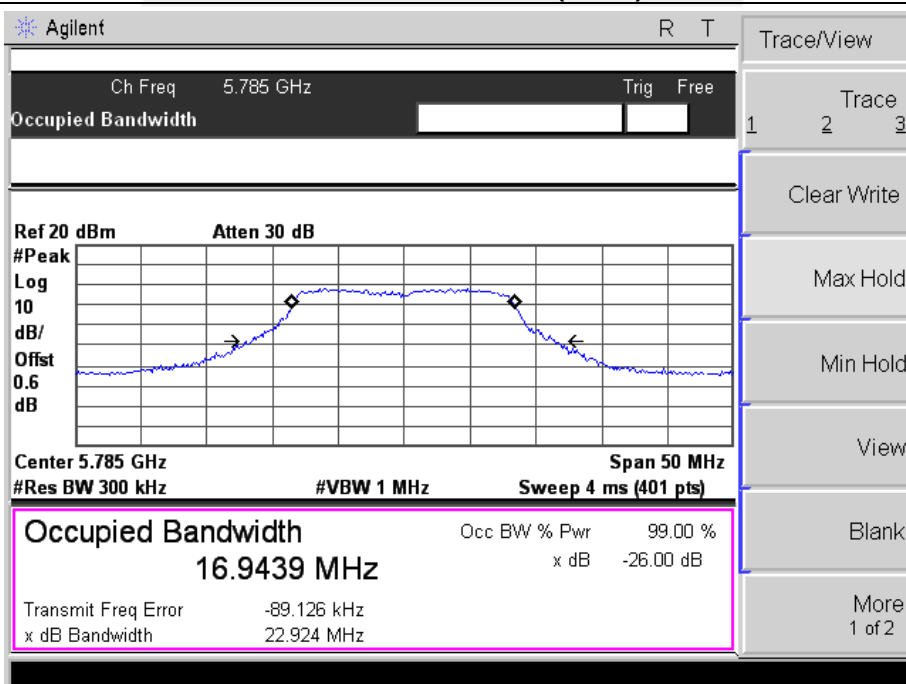 Agilent R T
Trace/View
Ch Freq 5.785 GHz Trig Free
Occupied Bandwidth
Trace
1 2 3
Clear Write
Max Hold
Min Hold
View
Blank
More
1 of 2
Ref 20 dBm Atten 30 dB
#Peak
Log
10
dB/
Offst
0.6
dB
Center 5.785 GHz Span 50 MHz
#Res BW 300 kHz #VBW 1 MHz Sweep 4 ms (401 pts)
Occupied Bandwidth
16.9439 MHz
Occ BW % Pwr 99.00 %
x dB -26.00 dB
Transmit Freq Error -89.126 kHz
x dB Bandwidth 22.924 MHz